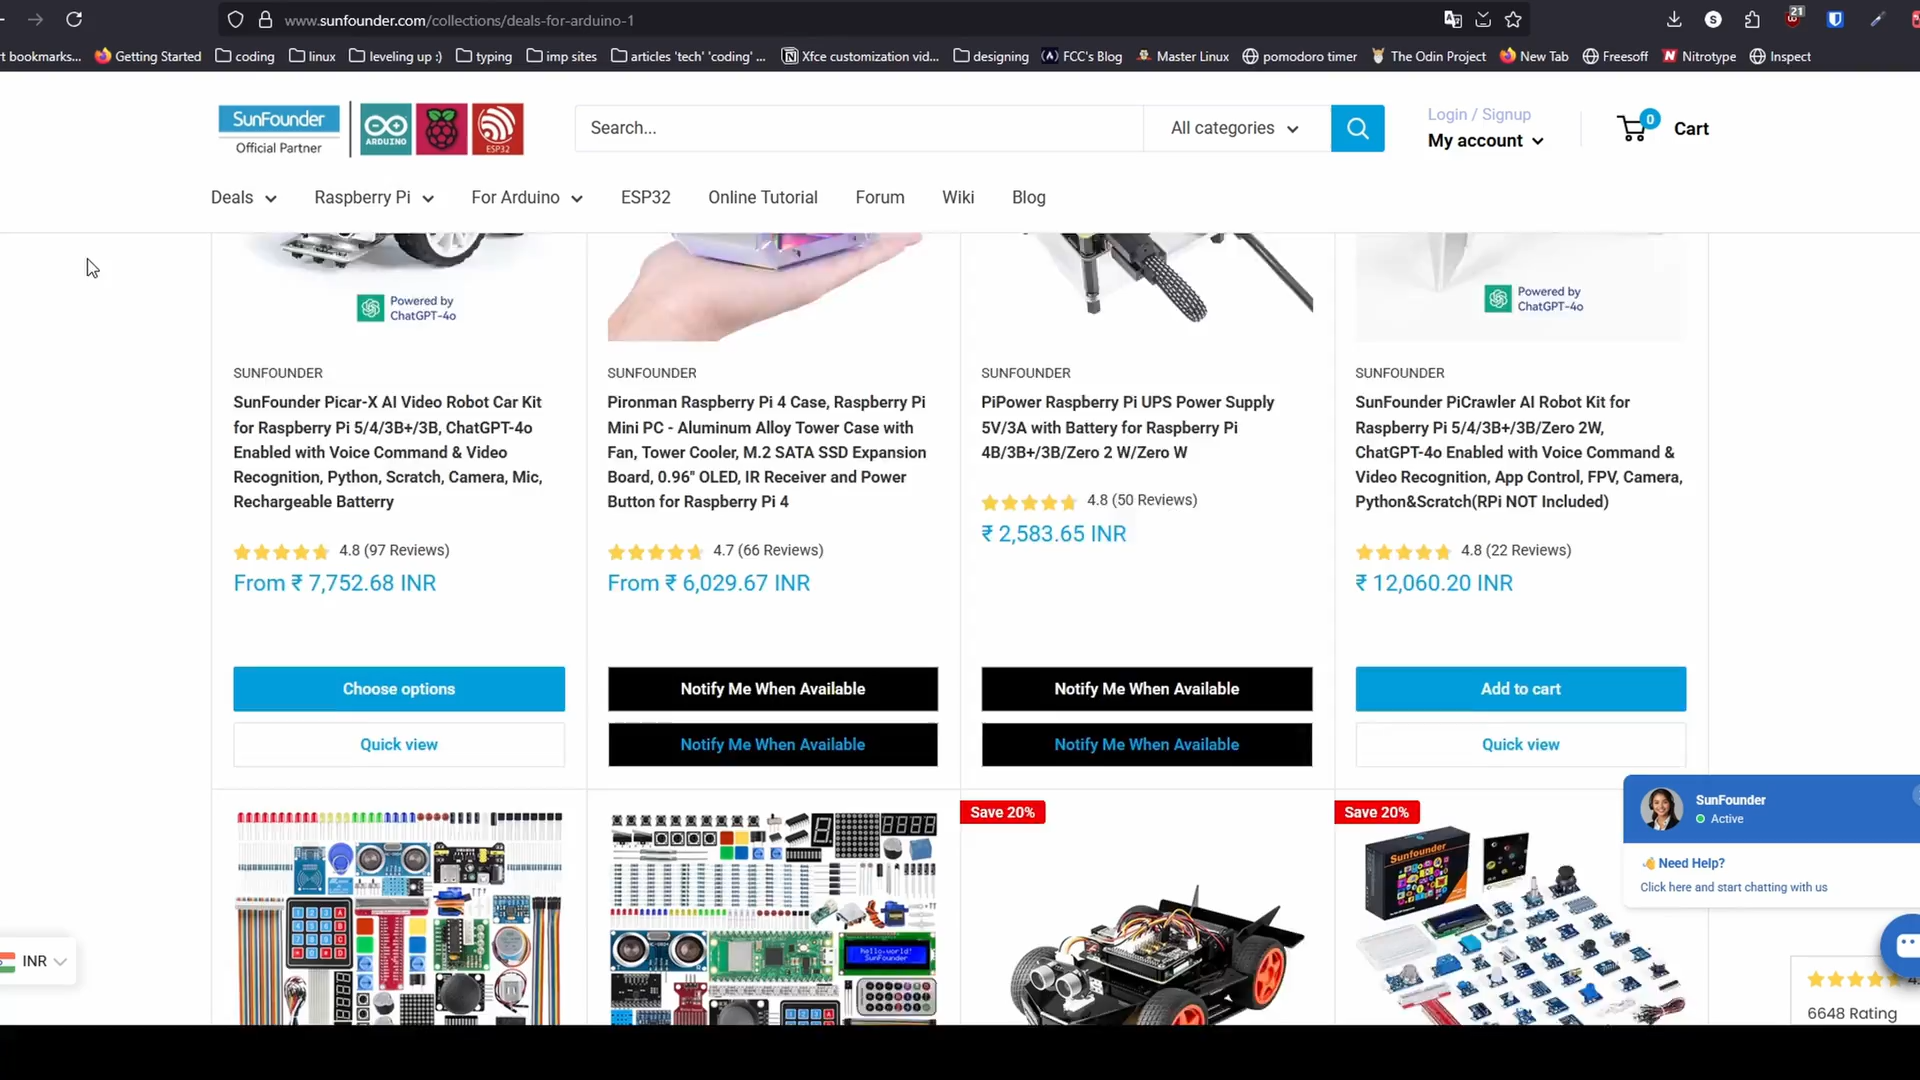 www.sunfounder.com/collections/deals-for-arduino-1
21
t bookmarks... Getting Started coding linux leveling up :) typing imp sites articles 'tech' 'coding' ... Xfce customization vid... designing FCC's Blog Master Linux pomodoro timer The Odin Project New Tab Freesoff Nitrotype Inspect
SunFounder
Official Partner
ARDUINO
ESP32
Search...
All categories
Login / Signup
My account
0
Cart
Deals Raspberry Pi For Arduino ESP32 Online Tutorial Forum Wiki Blog
Powered by
ChatGPT-4o
Powered by
ChatGPT-4o
SUNFOUNDER
SunFounder Picar-X AI Video Robot Car Kit
for Raspberry Pi 5/4/3B+/3B, ChatGPT-4o
Enabled with Voice Command & Video
Recognition, Python, Scratch, Camera, Mic,
Rechargeable Batterry
4.8 (97 Reviews)
From ₹ 7,752.68 INR
Choose options
Quick view
SUNFOUNDER
Pironman Raspberry Pi 4 Case, Raspberry Pi
Mini PC - Aluminum Alloy Tower Case with
Fan, Tower Cooler, M.2 SATA SSD Expansion
Board, 0.96" OLED, IR Receiver and Power
Button for Raspberry Pi 4
4.7 (66 Reviews)
From ₹ 6,029.67 INR
Notify Me When Available
Notify Me When Available
SUNFOUNDER
PiPower Raspberry Pi UPS Power Supply
5V/3A with Battery for Raspberry Pi
4B/3B+/3B/Zero 2 W/Zero W
4.8 (50 Reviews)
₹ 2,583.65 INR
Notify Me When Available
Notify Me When Available
SUNFOUNDER
SunFounder PiCrawler AI Robot Kit for
Raspberry Pi 5/4/3B+/3B/Zero 2W,
ChatGPT-4o Enabled with Voice Command &
Video Recognition, App Control, FPV, Camera,
Python&Scratch(RPi NOT Included)
4.8 (22 Reviews)
₹ 12,060.20 INR
Add to cart
Quick view
Save 20%
Save 20%
hello, world!
SunFounder
Sunfounder
SunFounder
Active
Need Help?
Click here and start chatting with us
INR
6648 Rating